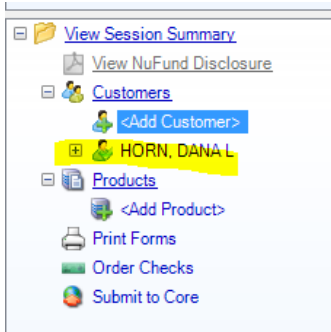 View Session Summary
View NuFund Disclosure
Customers
<Add Customer>
HORN, DANA L
Products
<Add Product>
Print Forms
Order Checks
Submit to Core